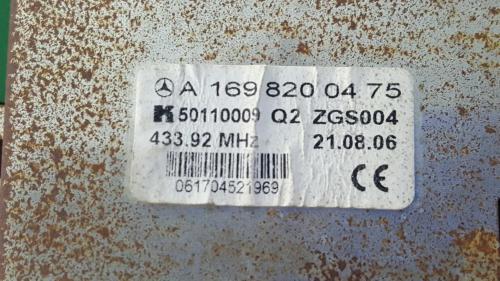 A 169 820 04 75
K 50110009 Q2 ZGS004
433.92 MHz 21.08.06
061704521969 CE